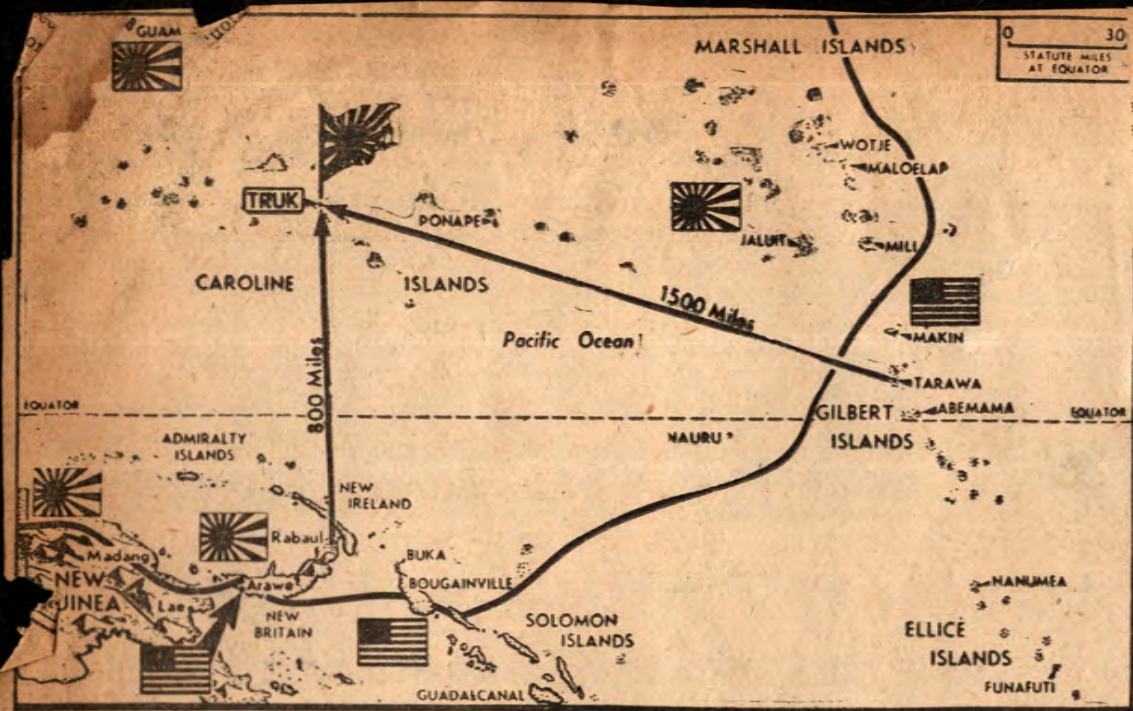 GUAM
MARSHALL ISLANDS
0 30
STATUTE MILES
AT EQUATOR
WOTJE
MALOELAP
TRUK
PONAPE
JALUIT
MILI
CAROLINE ISLANDS
1500 Miles
Pacific Ocean
MAKIN
800 Miles
TARAWA
EQUATOR
GILBERT
ISLANDS
ABEMAMA
EQUATOR
ADMIRALTY
ISLANDS
NAURU
NEW
IRELAND
Rabaul
Madang
BUKA
Arawe
BOUGAINVILLE
NEW
UINEA
Lae
NEW
BRITAIN
SOLOMON
ISLANDS
NANUMEA
ELLICE
ISLANDS
GUADALCANAL
FUNAFUTI